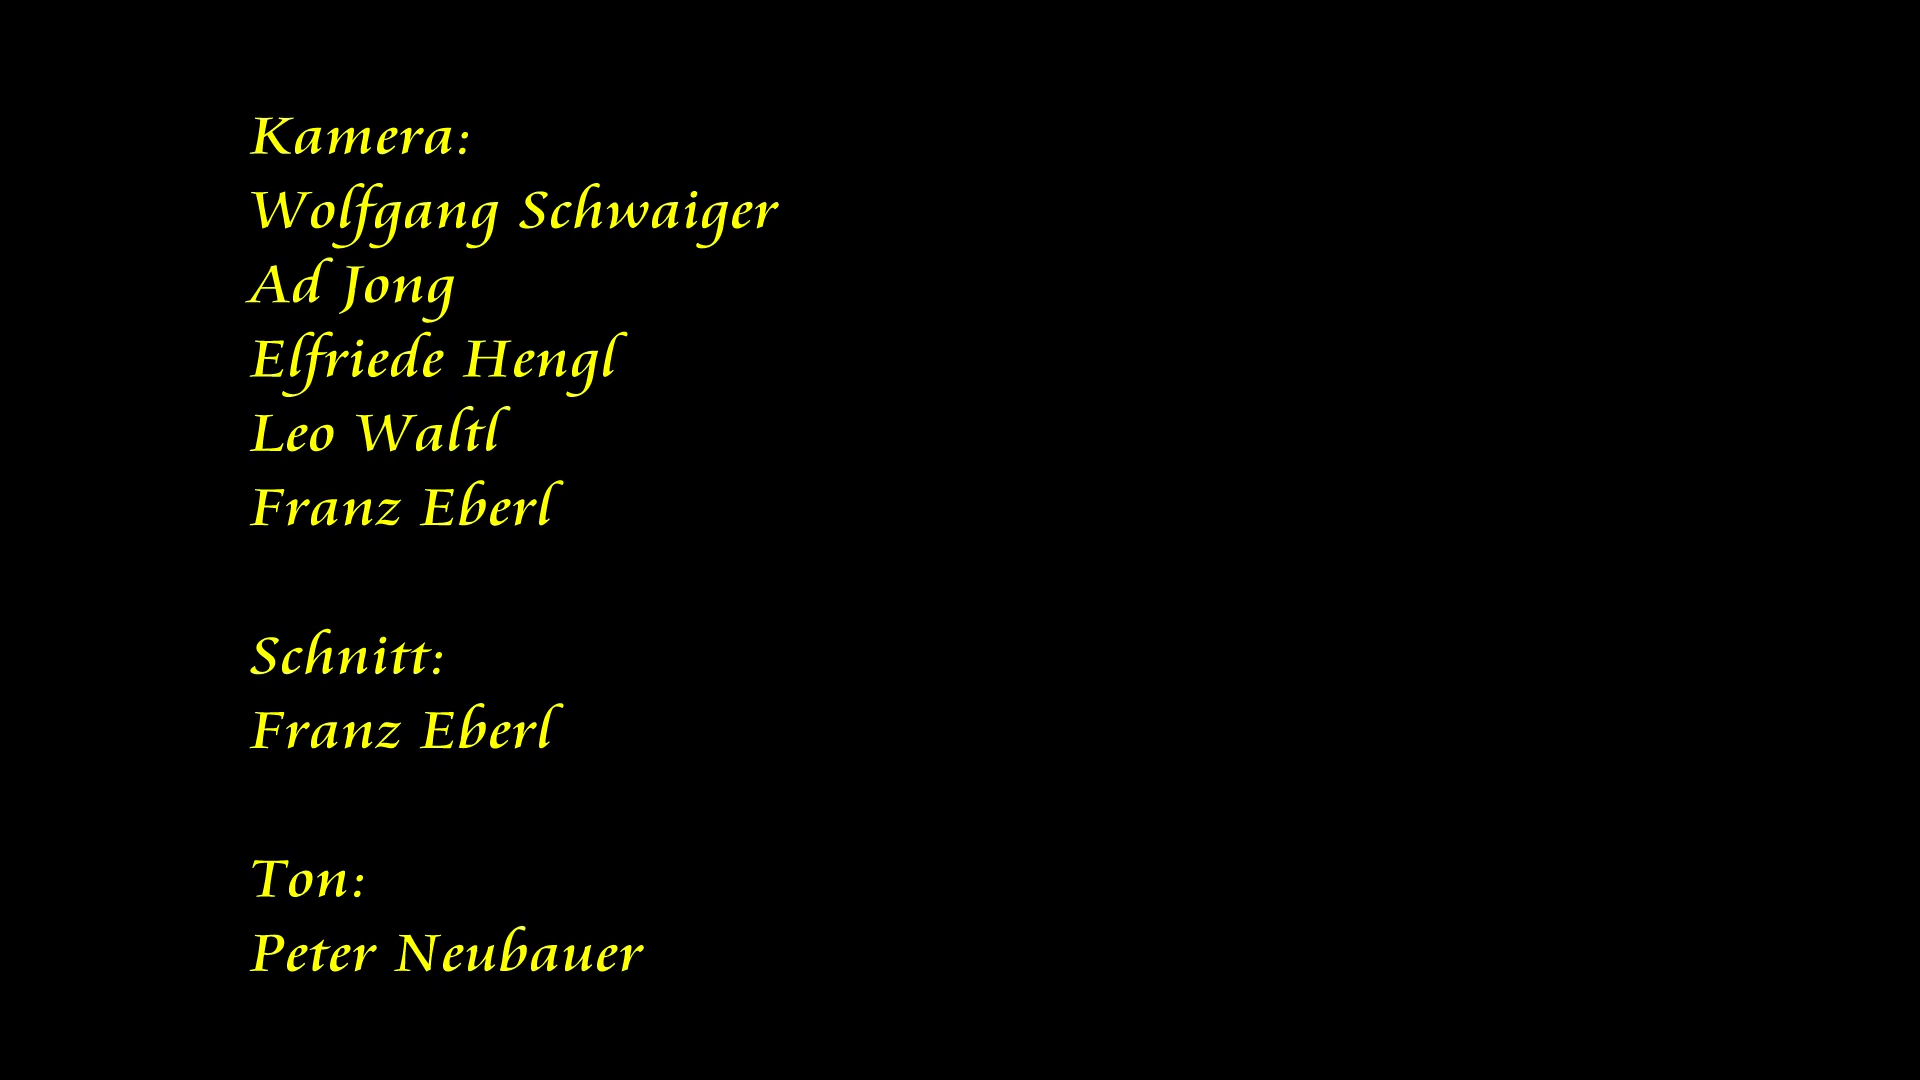 Kamera:
Wolfgang Schwaiger
Ad Jong
Elfriede Hengl
Leo Waltl
Franz Eberl
Schnitt:
Franz Eberl
Ton:
Peter Neubauer